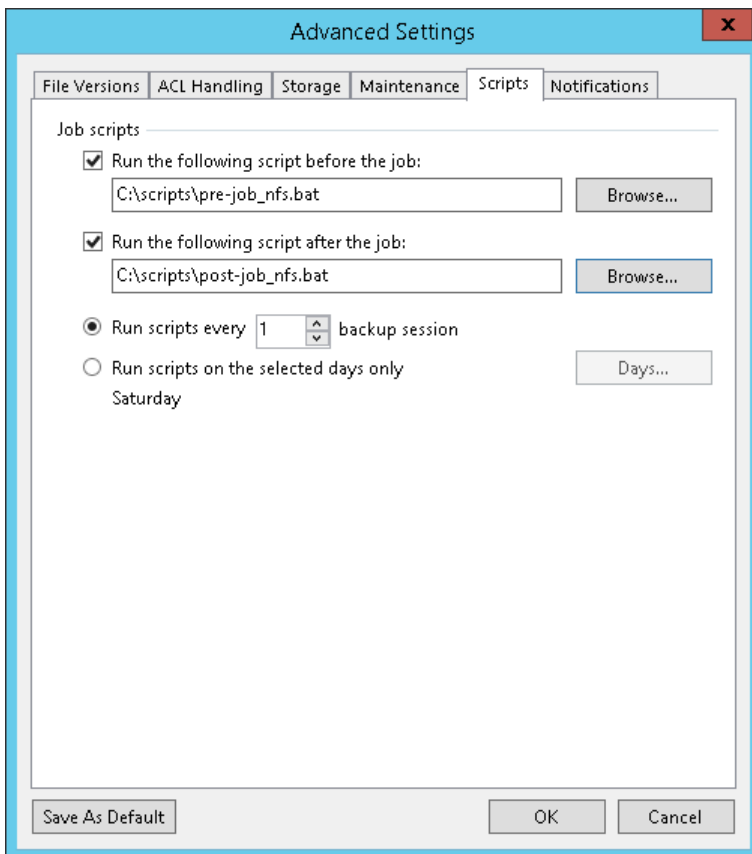 Advanced Settings
x
File Versions ACL Handling Storage Maintenance Scripts Notifications
Job scripts
Run the following script before the job:
C:\scripts\pre-job_nfs.bat Browse...
Run the following script after the job:
C:\scripts\post-job_nfs.bat Browse...
Run scripts every 1 backup session
Run scripts on the selected days only Days...
Saturday
Save As Default OK Cancel